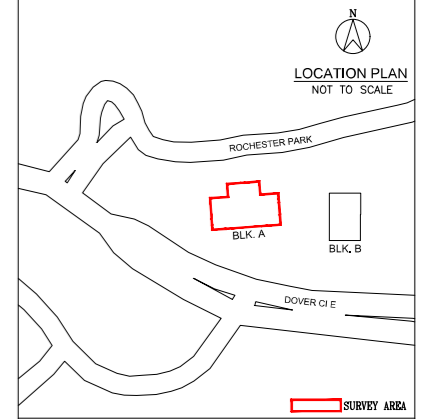 N
LOCATION PLAN
NOT TO SCALE
ROCHESTER PARK
BLK. A
BLK. B
DOVER CI E
SURVEY AREA